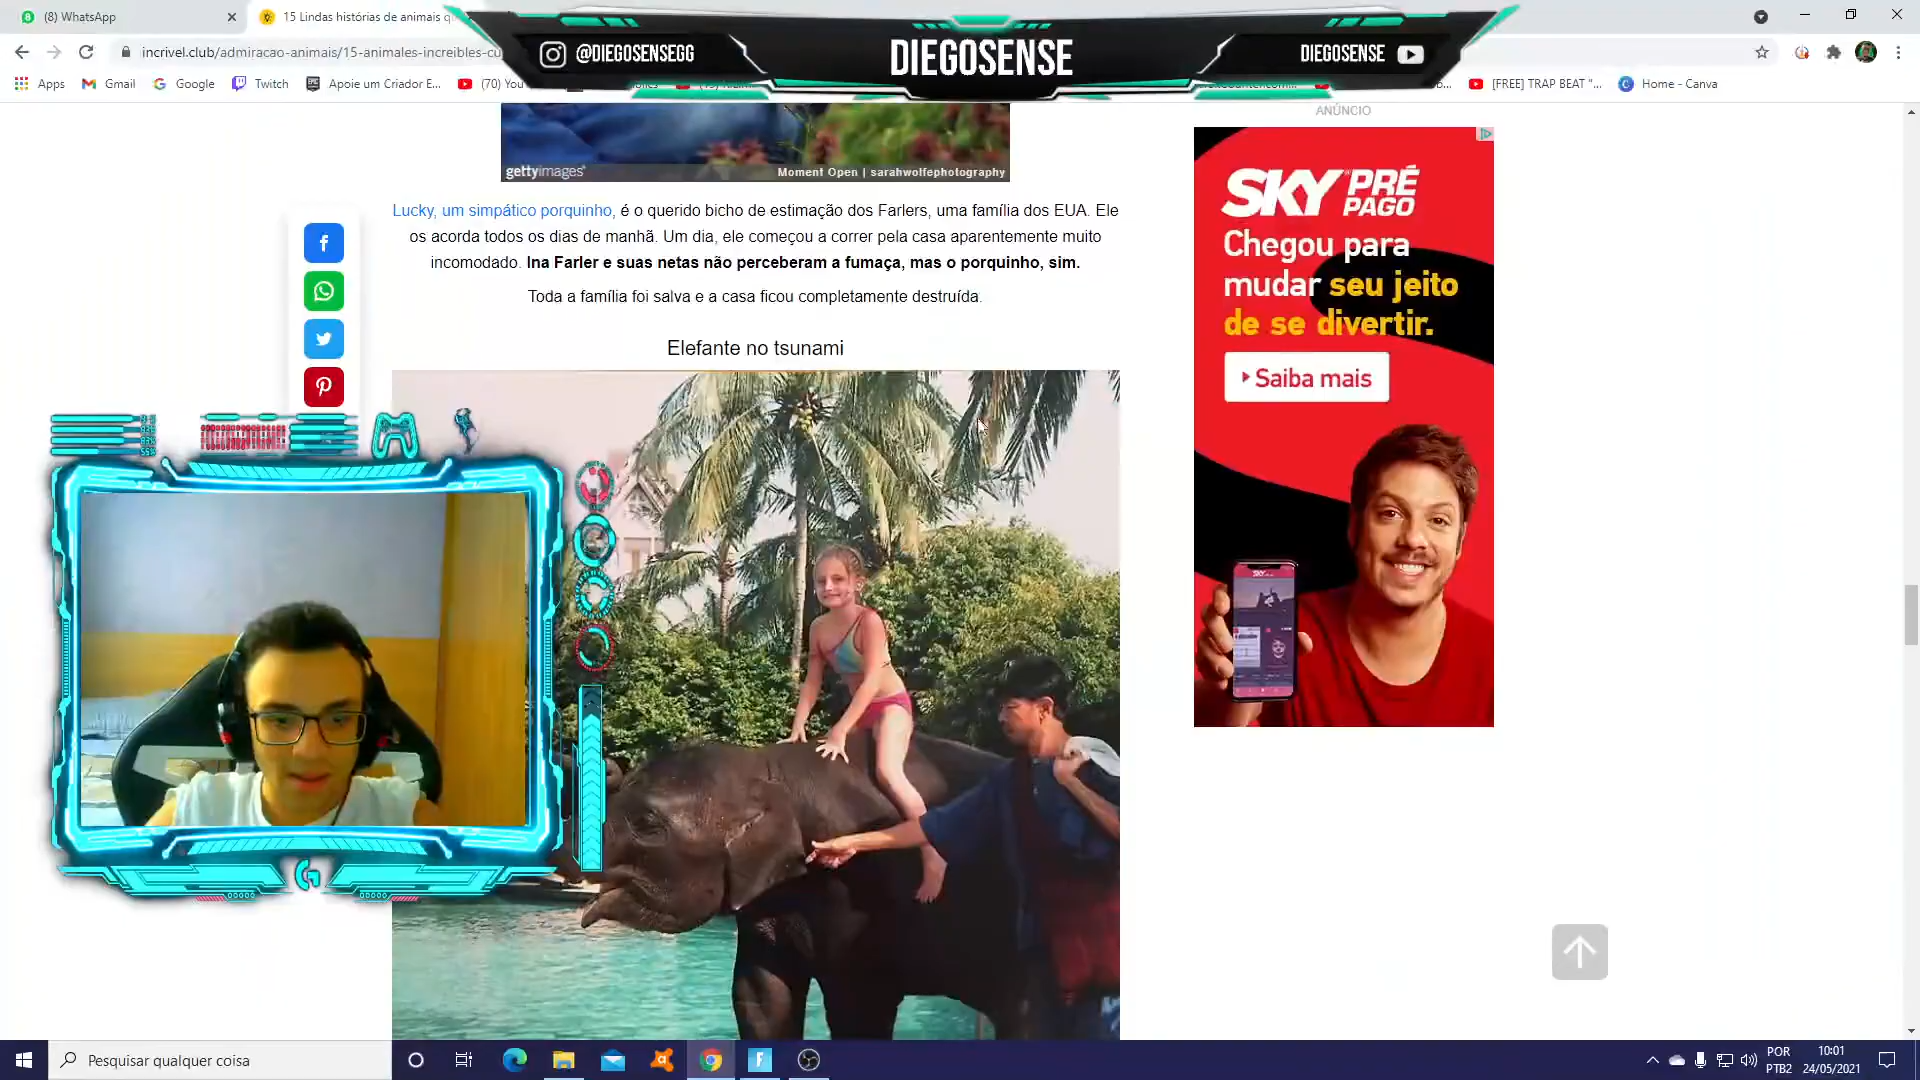 (8) WhatsApp
15 Lindas histórias de animais q
incrivel.club/admiracao-animais/15-animales-increibles-cu
@DIEGOSENSEGG
DIEGOSENSE
DIEGOSENSE
Apps
Gmail
Google
Twitch
Apoie um Criador E...
(70) You
[FREE] TRAP BEAT "...
Home - Canva
ANÚNCIO
gettyimages
Moment Open | sarahwolfephotography
Lucky, um simpático porquinho, é o querido bicho de estimação dos Farlers, uma família dos EUA. Ele
os acorda todos os dias de manhã. Um dia, ele começou a correr pela casa aparentemente muito
incomodado. Ina Farler e suas netas não perceberam a fumaça, mas o porquinho, sim.
Toda a família foi salva e a casa ficou completamente destruída.
Elefante no tsunami
SKY PRÉ
PAGO
Chegou para
mudar seu jeito
de se divertir.
Saiba mais
Pesquisar qualquer coisa
POR
PTB2
10:01
24/05/2021